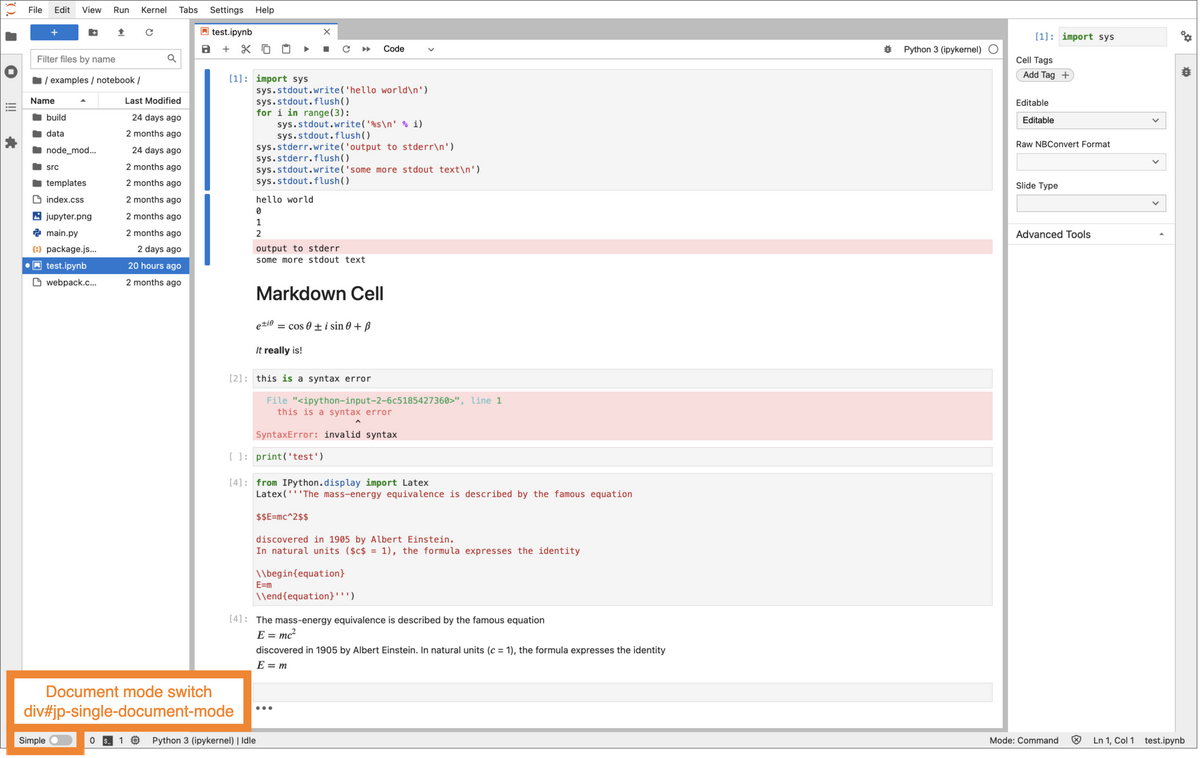 File Edit View Run Kernel Tabs Settings Help
test.ipynb
Filter files by name
/ examples / notebook /
Name Last Modified
build 24 days ago
data 2 months ago
node_mod... 24 days ago
src 2 months ago
templates 2 months ago
index.css 2 months ago
jupyter.png 2 months ago
main.py 2 months ago
package.js... 2 days ago
test.ipynb 20 hours ago
webpack.c... 2 months ago
Code
Python 3 (ipykernel)
[1]: import sys
sys.stdout.write('hello world\n')
sys.stdout.flush()
for i in range(3):
    sys.stdout.write('%s\n' % i)
    sys.stdout.flush()
sys.stderr.write('output to stderr\n')
sys.stderr.flush()
sys.stdout.write('some more stdout text\n')
sys.stdout.flush()
hello world
0
1
2
output to stderr
some more stdout text
Markdown Cell
e^±iθ = cos θ ± i sin θ + β
It really is!
[2]: this is a syntax error
File "<ipython-input-2-6c5185427360>", line 1
this is a syntax error
^
SyntaxError: invalid syntax
[ ]: print('test')
[4]: from IPython.display import Latex
Latex('''The mass-energy equivalence is described by the famous equation
$$E=mc^2$$
discovered in 1905 by Albert Einstein.
In natural units ($c$ = 1), the formula expresses the identity
\\begin{equation}
E=m
\\end{equation}''')
[4]: The mass-energy equivalence is described by the famous equation
E = mc²
discovered in 1905 by Albert Einstein. In natural units (c = 1), the formula expresses the identity
E = m
[1]: import sys
Cell Tags
Add Tag +
Editable
Editable
Raw NBConvert Format
Slide Type
Advanced Tools
Document mode switch
div#jp-single-document-mode
Simple 0 1 Python 3 (ipykernel) | Idle Mode: Command Ln 1, Col 1 test.ipynb